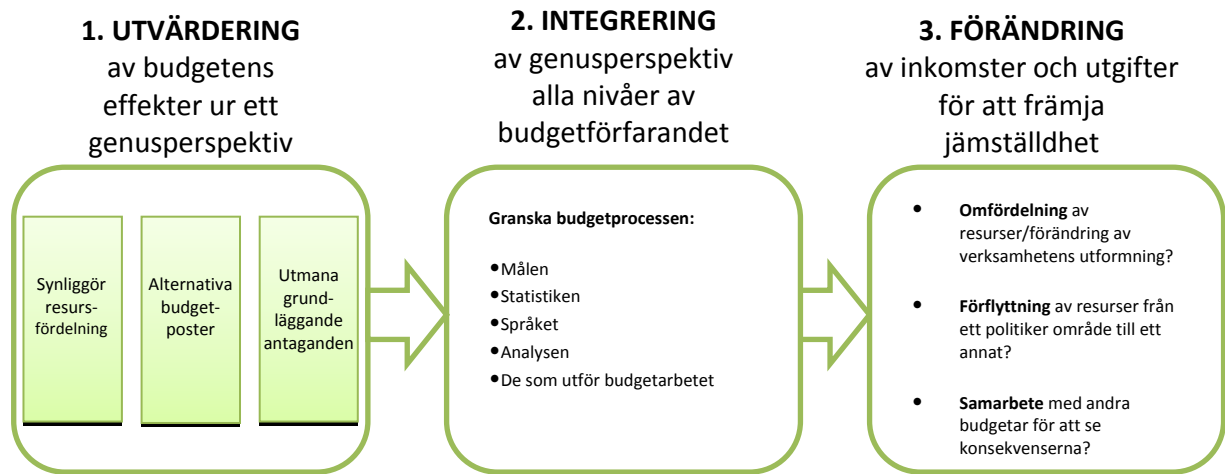 1. UTVÄRDERING
av budgetens
effekter ur ett
genusperspektiv
Synliggör
resurs-
fördelning
Alternativa
budget-
poster
Utmana
grund-
läggande
antaganden
2. INTEGRERING
av genusperspektiv
alla nivåer av
budgetförfarandet
Granska budgetprocessen:
•Målen
•Statistiken
•Språket
•Analysen
•De som utför budgetarbetet
3. FÖRÄNDRING
av inkomster och utgifter
för att främja
jämställdhet
• Omfördelning av
resurser/förändring av
verksamhetens utformning?
• Förflyttning av resurser från
ett politiker område till ett
annat?
• Samarbete med andra
budgetar för att se
konsekvenserna?